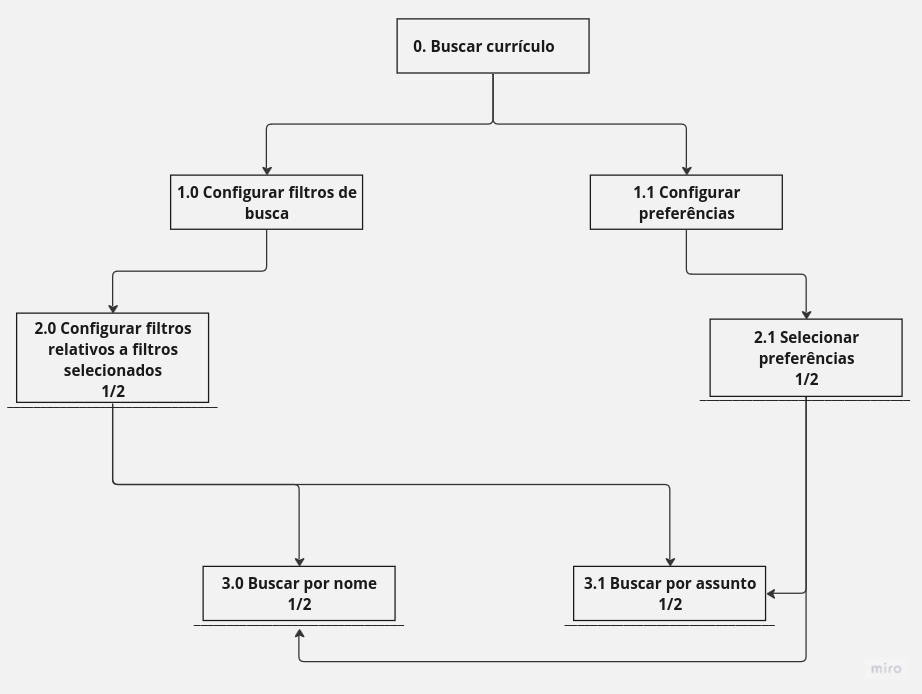 0. Buscar currículo
1.0 Configurar filtros de
busca
1.1 Configurar
preferências
2.0 Configurar filtros
relativos a filtros
selecionados
1/2
2.1 Selecionar
preferências
1/2
3.0 Buscar por nome
1/2
3.1 Buscar por assunto
1/2
miro